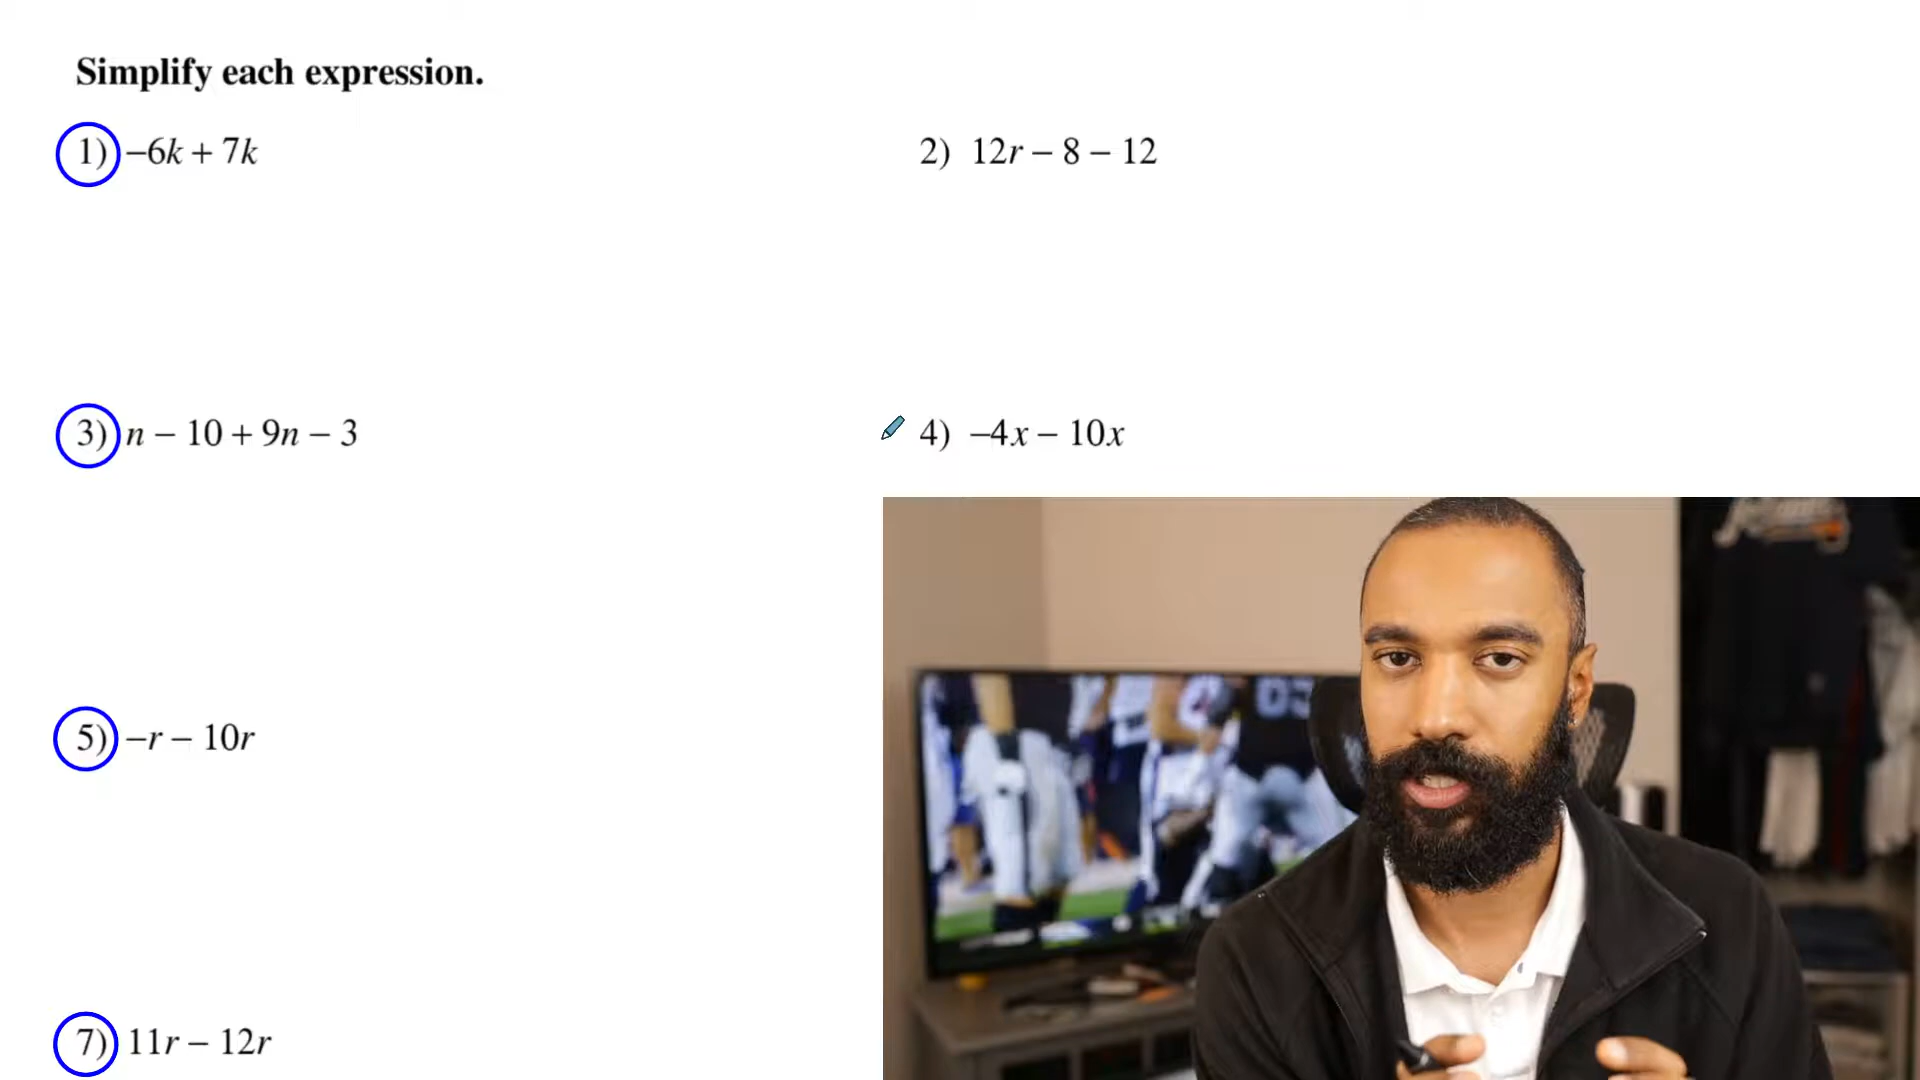 Simplify each expression.
1) −6k + 7k
2) 12r − 8 − 12
3) n − 10 + 9n − 3
4) −4x − 10x
5) −r − 10r
7) 11r − 12r